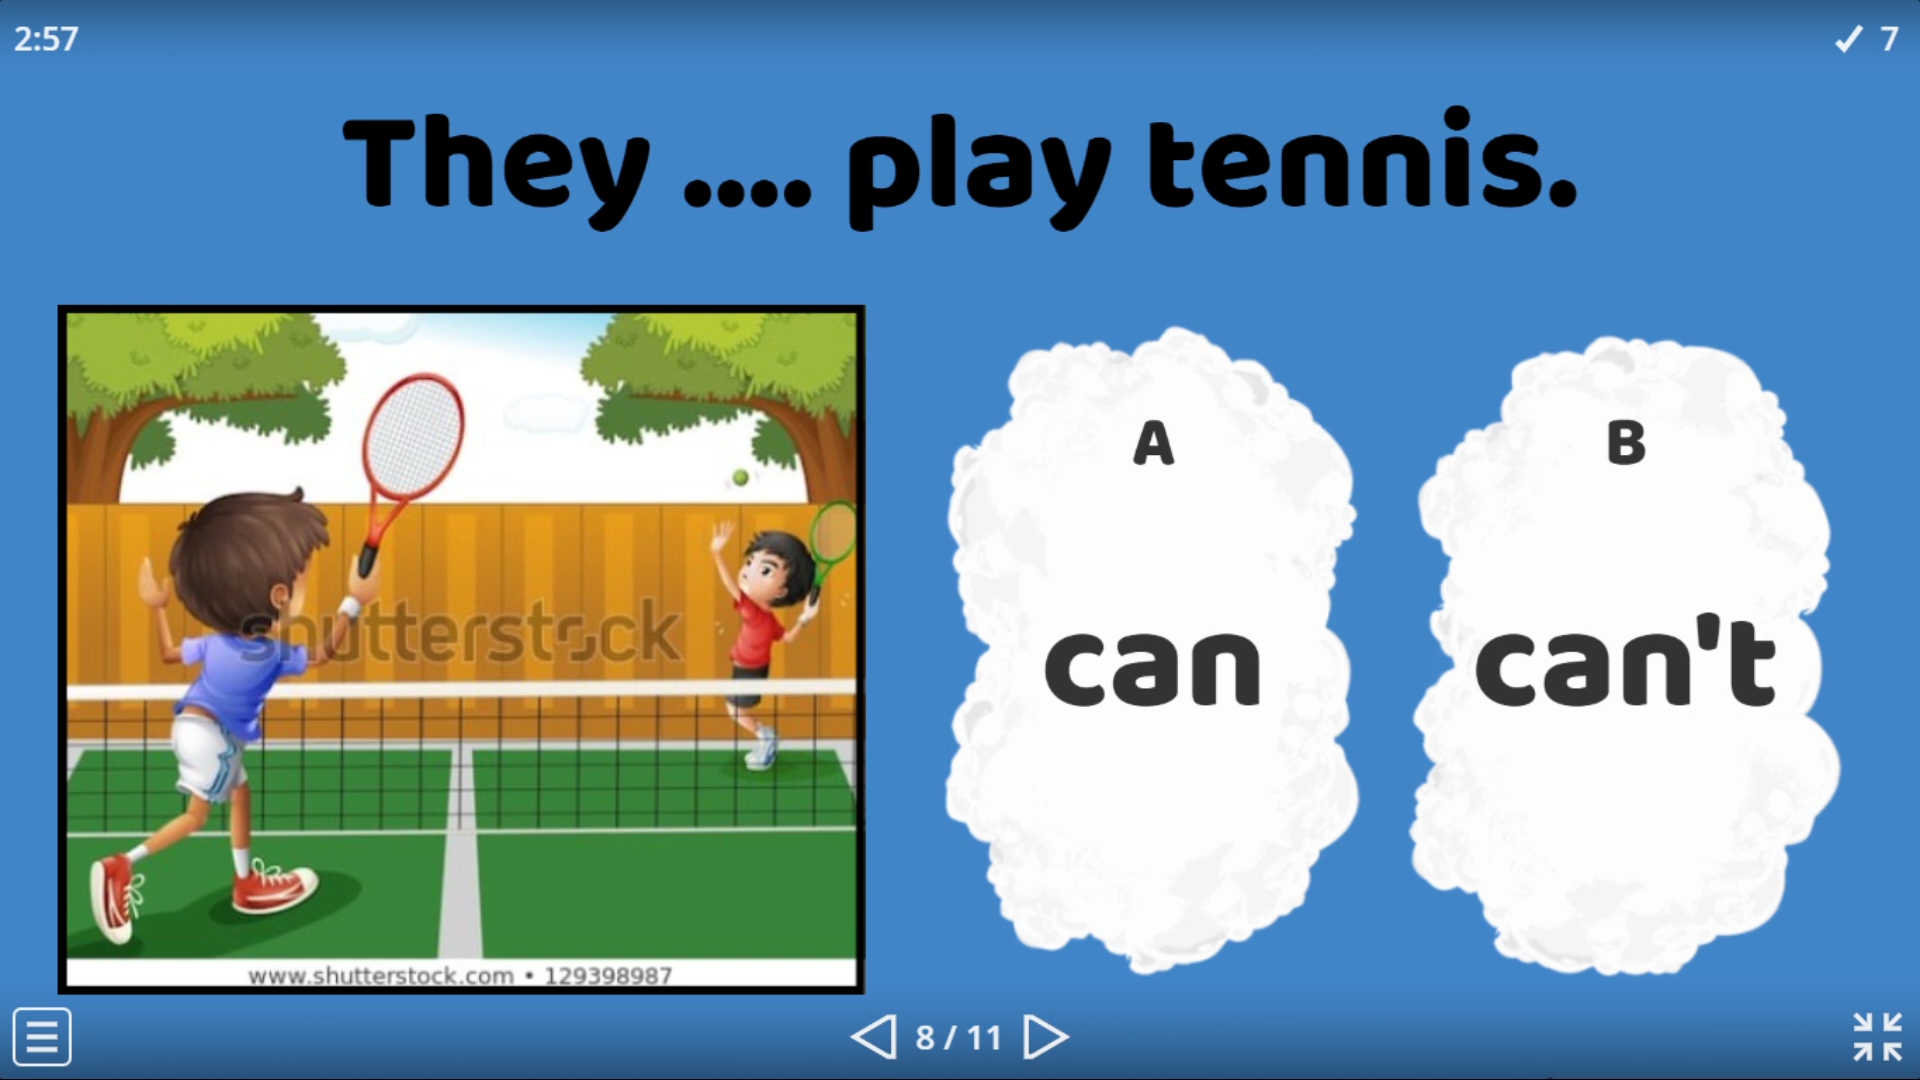 2:57
✓ 7
They .... play tennis.
A
can
B
can't
shutterstock
www.shutterstock.com • 129398987
8 / 11